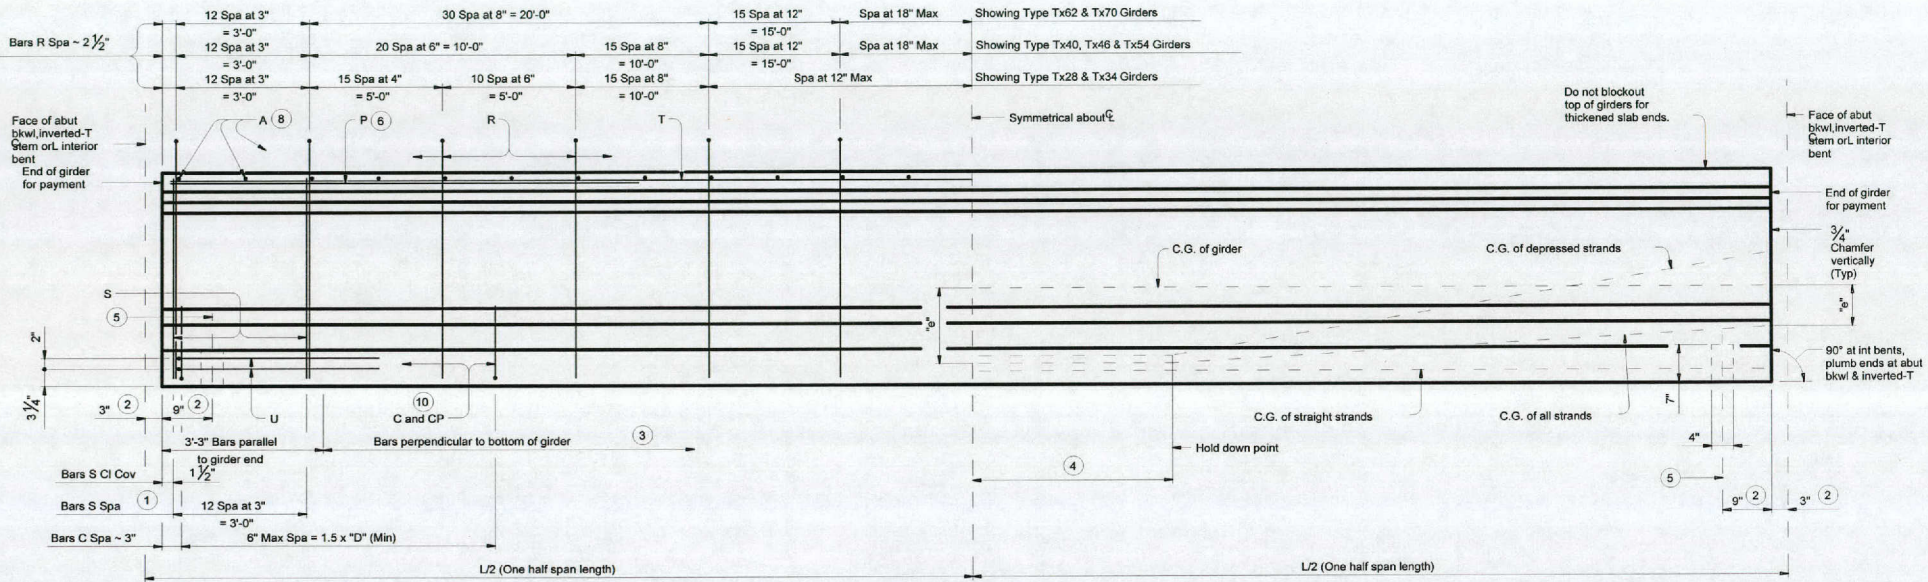 12 Spa at 3"
= 3'-0"
30 Spa at 8" = 20'-0"
15 Spa at 12"
= 15'-0"
Spa at 18" Max
Showing Type Tx62 & Tx70 Girders
Bars R Spa ~ 2 1/2"
12 Spa at 3"
= 3'-0"
20 Spa at 6" = 10'-0"
15 Spa at 8"
= 10'-0"
15 Spa at 12"
= 15'-0"
Spa at 18" Max
Showing Type Tx40, Tx46 & Tx54 Girders
12 Spa at 3"
= 3'-0"
15 Spa at 4"
= 5'-0"
10 Spa at 6"
= 5'-0"
15 Spa at 8"
= 10'-0"
Spa at 12" Max
Showing Type Tx28 & Tx34 Girders
Face of abut
bkwl,inverted-T
stem or℄ interior
bent
End of girder
for payment
A 8
P 6
R
T
Symmetrical about ℄
Do not blockout
top of girders for
thickened slab ends.
Face of abut
bkwl,inverted-T
stem or℄ interior
bent
End of girder
for payment
3/4"
Chamfer
vertically
(Typ)
C.G. of girder
C.G. of depressed strands
S
5
"e"
"e"
2"
3 1/4"
90° at int bents,
plumb ends at abut
bkwl & inverted-T
7"
3" 2
9" 2
U
10
C and CP
C.G. of straight strands
C.G. of all strands
3'-3" Bars parallel
to girder end
Bars perpendicular to bottom of girder
3
4"
Hold down point
4
5
Bars S Cl Cov
1 1/2"
1
Bars S Spa
12 Spa at 3"
= 3'-0"
9" 2
3" 2
Bars C Spa ~ 3"
6" Max Spa = 1.5 x "D" (Min)
L/2 (One half span length)
L/2 (One half span length)